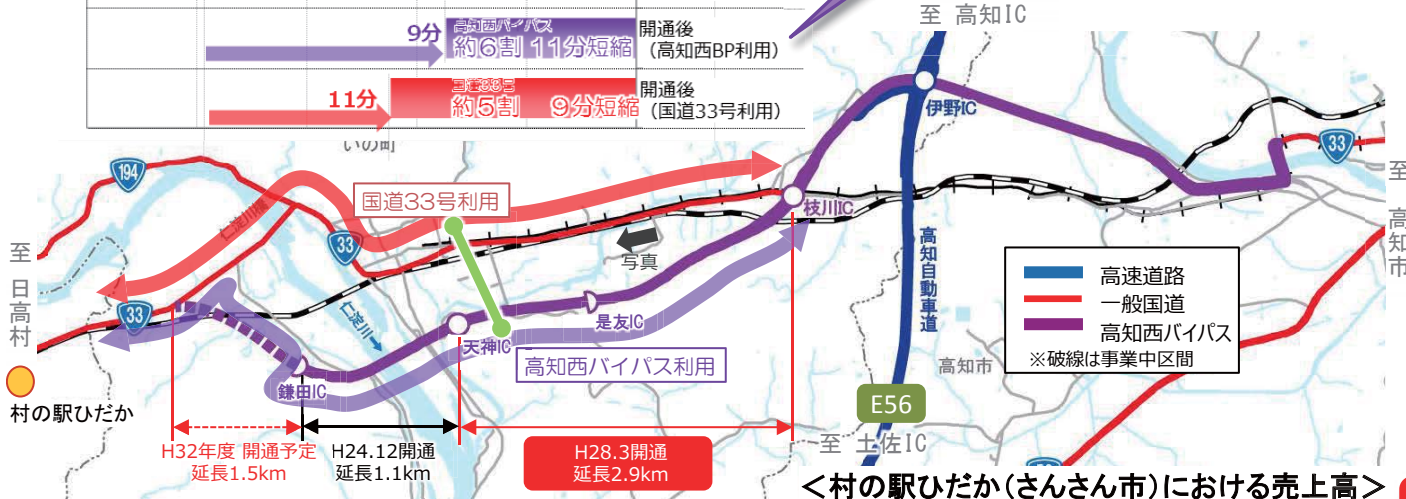 9分
高知西バイパス
約6割 11分短縮
開通後
（高知西BP利用）
11分
国道33号
約5割 9分短縮
開通後
（国道33号利用）
至 高知IC
いの町
伊野IC
33
194
国道33号利用
枝川IC
至 高知市
仁淀川橋
33
写真
高知自動車道
至 日高村
33
仁淀川
是友IC
天神IC
高速道路
一般国道
高知西バイパス
※破線は事業中区間
高知西バイパス利用
高知市
鎌田IC
村の駅ひだか
E56
H32年度 開通予定
延長1.5km
H24.12開通
延長1.1km
H28.3開通
延長2.9km
至 土佐IC
＜村の駅ひだか（さんさん市）における売上高＞